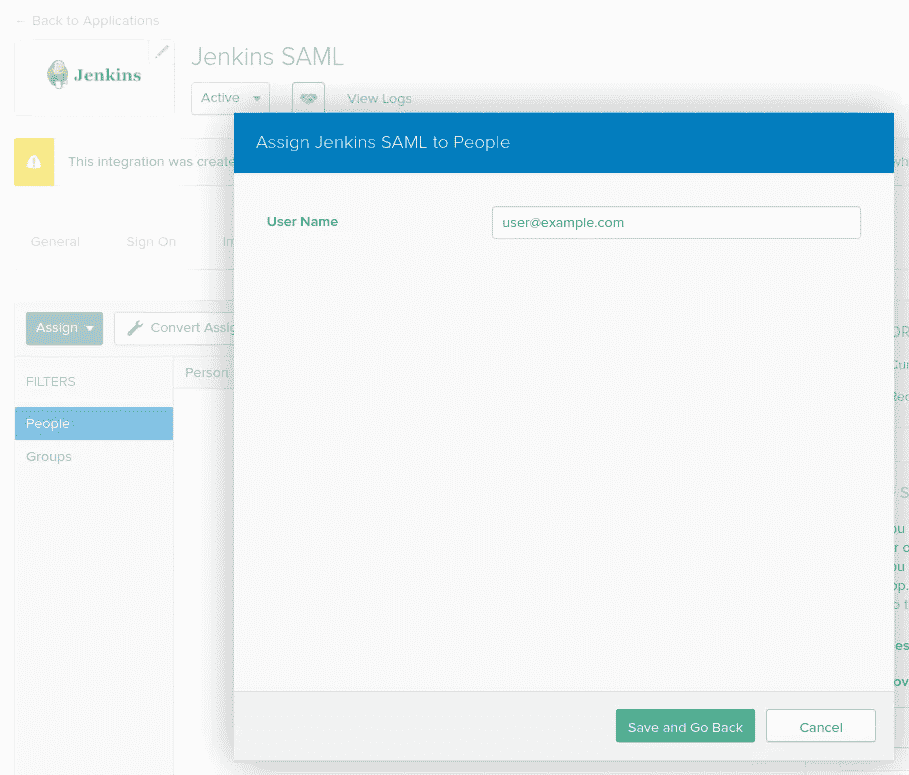 ← Back to Applications
Jenkins
Jenkins SAML
Active
View Logs
Assign Jenkins SAML to People
This integration was create
User Name
user@example.com
General
Sign On
Assign
Convert Assig
FILTERS
Person
People
Groups
Save and Go Back
Cancel